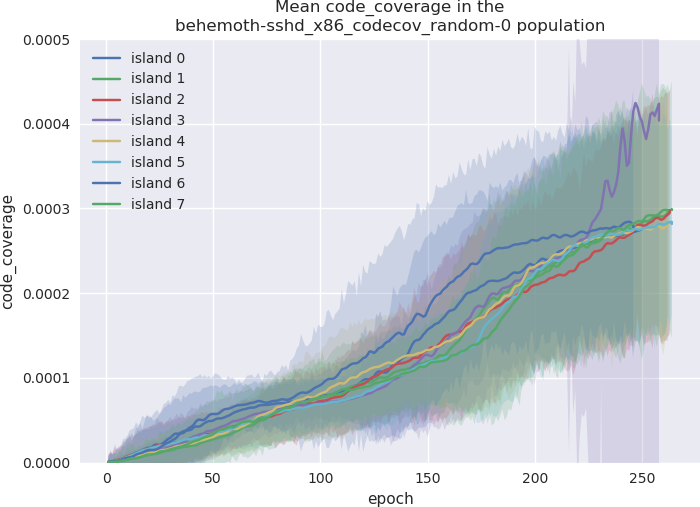 Mean code_coverage in the
behemoth-sshd_x86_codecov_random-0 population
0.0005
0.0004
0.0003
0.0002
0.0001
0.0000
code_coverage
island 0
island 1
island 2
island 3
island 4
island 5
island 6
island 7
0 50 100 150 200 250
epoch